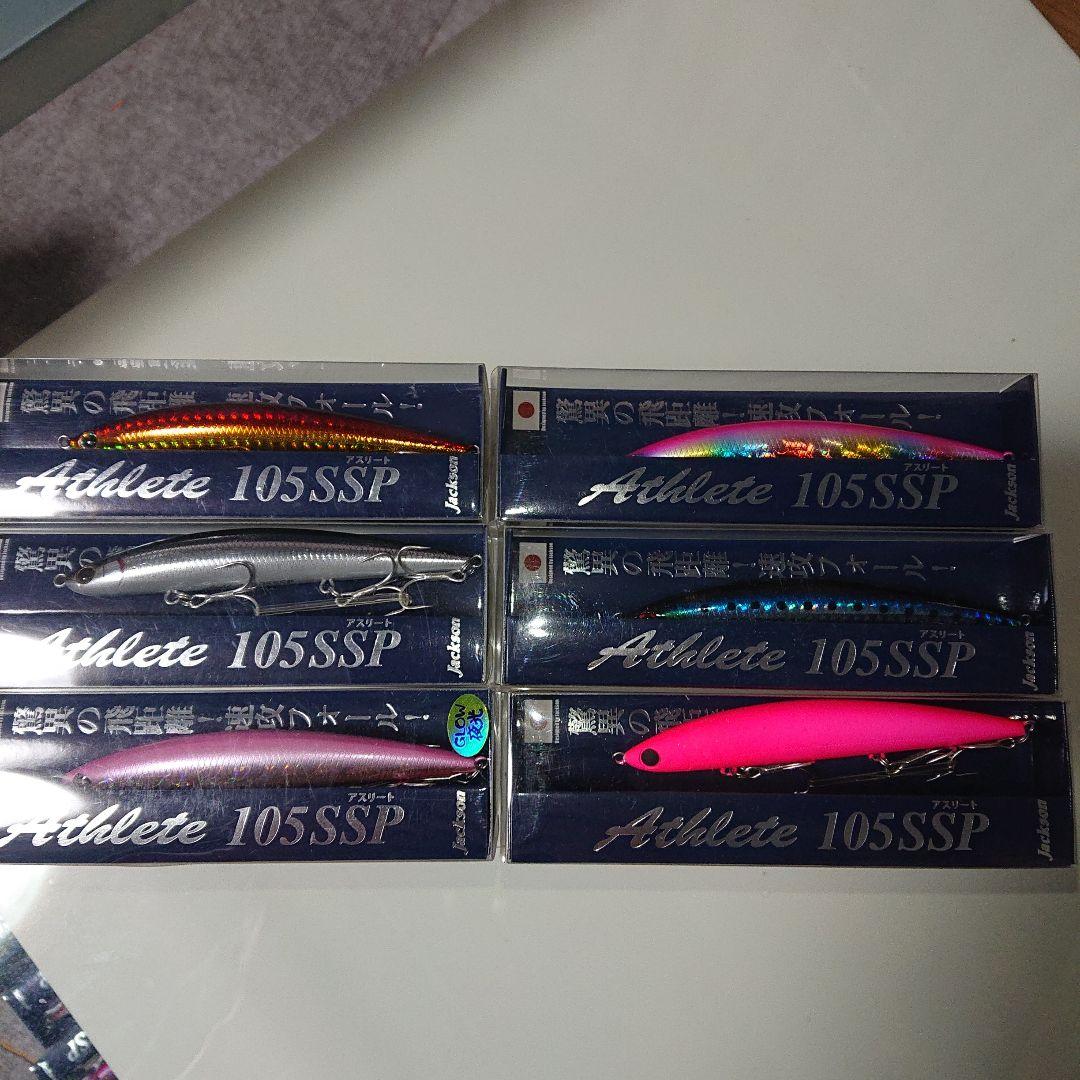 驚異の飛距離！速攻フォール！
アスリート
Athlete 105SSP
Jackson
驚異の飛距離！速攻フォール！
アスリート
Athlete 105SSP
Jackson
驚異の
アスリート
Athlete 105SSP
Jackson
驚異の飛距離！速攻フォール！
アスリート
Athlete 105SSP
Jackson
驚異の飛距離！速攻フォール！
GLOW
夜光
アスリート
Athlete 105SSP
Jackson
驚異の飛距
アスリート
Athlete 105SSP
Jackson
SP